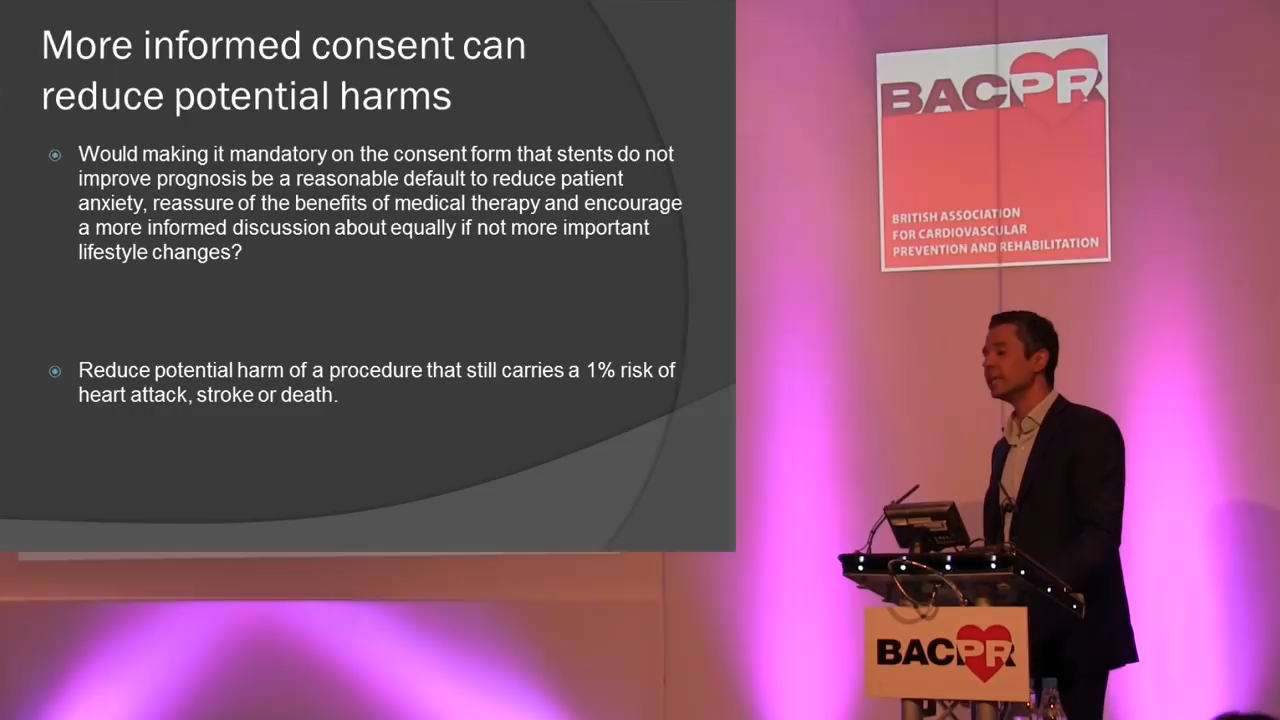 More informed consent can
reduce potential harms
Would making it mandatory on the consent form that stents do not
improve prognosis be a reasonable default to reduce patient
anxiety, reassure of the benefits of medical therapy and encourage
a more informed discussion about equally if not more important
lifestyle changes?
Reduce potential harm of a procedure that still carries a 1% risk of
heart attack, stroke or death.
BACPR
BRITISH ASSOCIATION
FOR CARDIOVASCULAR
PREVENTION AND REHABILITATION
BACPR